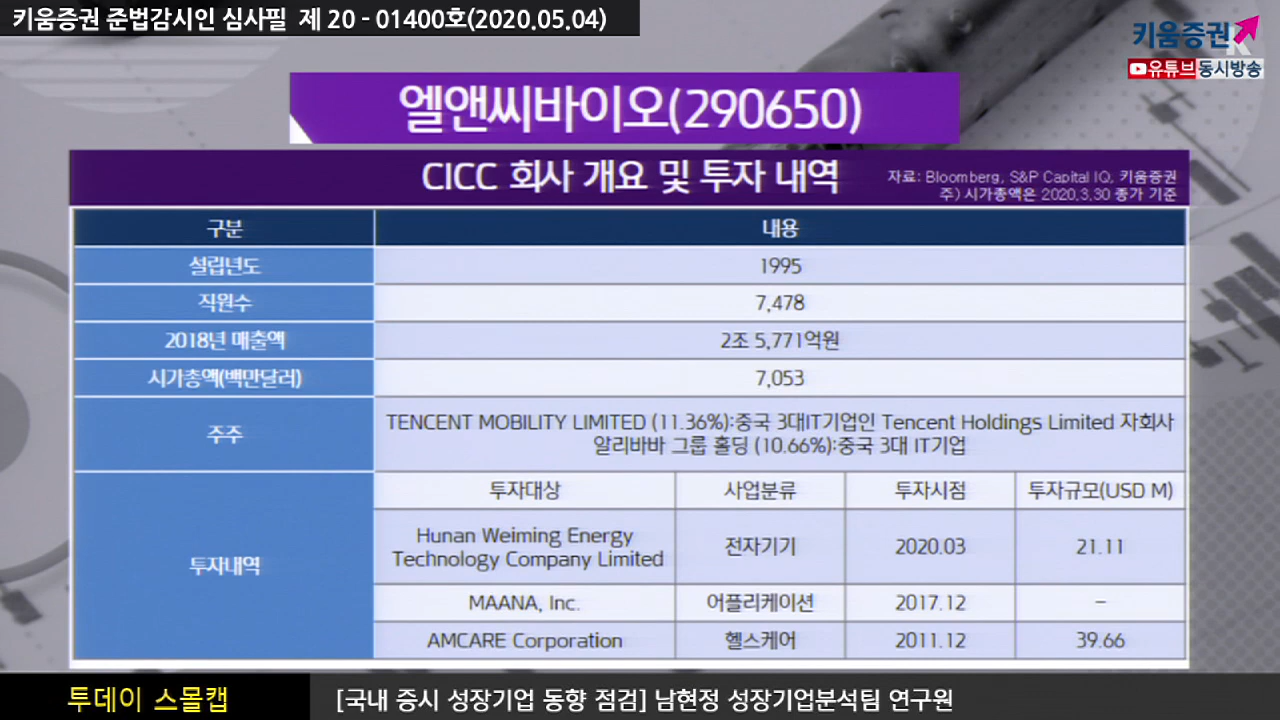 키움증권 준법감시인 심사필 제 20 - 01400호(2020.05.04)
키움증권
유튜브 동시방송
엘앤씨바이오(290650)
CICC 회사 개요 및 투자 내역
자료: Bloomberg, S&P Capital IQ, 키움증권
주) 시가총액은 2020.3.30 종가 기준
구분 내용
설립년도 1995
직원수 7,478
2018년 매출액 2조 5,771억원
시가총액(백만달러) 7,053
주주
TENCENT MOBILITY LIMITED (11.36%):중국 3대IT기업인 Tencent Holdings Limited 자회사
알리바바 그룹 홀딩 (10.66%):중국 3대 IT기업
투자내역
투자대상 사업분류 투자시점 투자규모(USD M)
Hunan Weiming Energy
Technology Company Limited
전자기기 2020.03 21.11
MAANA, Inc. 어플리케이션 2017.12 –
AMCARE Corporation 헬스케어 2011.12 39.66
투데이 스몰캡
[국내 증시 성장기업 동향 점검] 남현정 성장기업분석팀 연구원